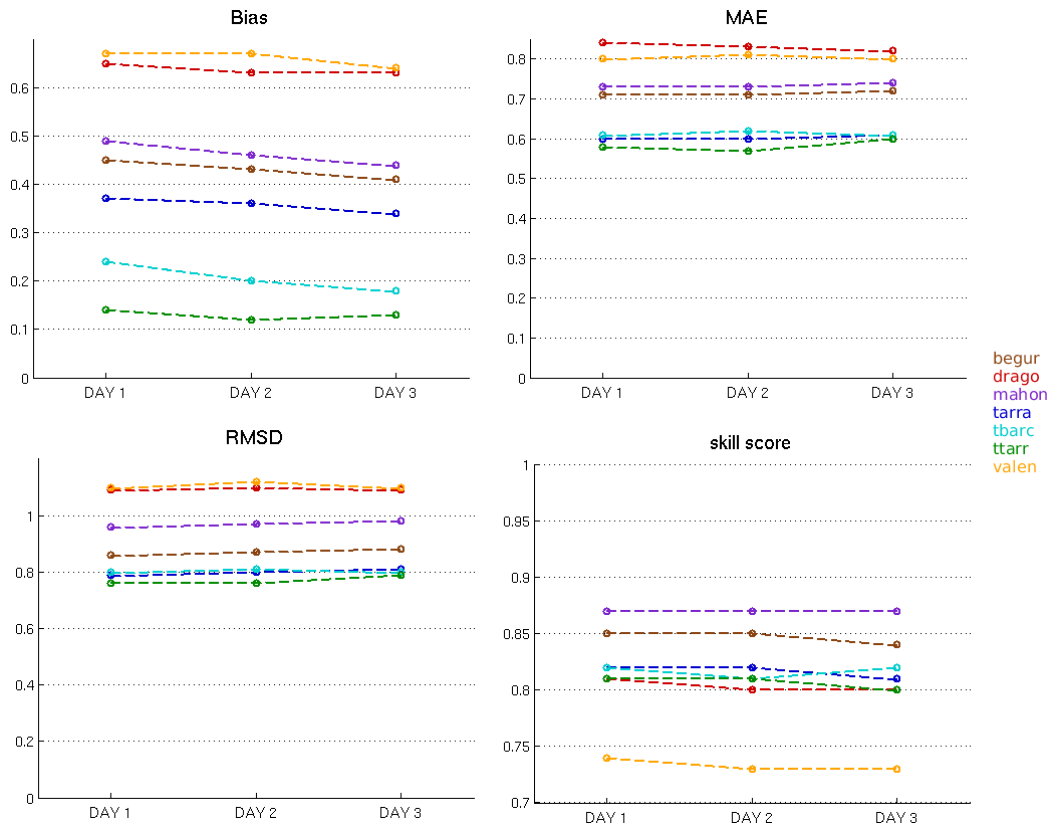 Bias
0.6
0.5
0.4
0.3
0.2
0.1
0
DAY 1 DAY 2 DAY 3
MAE
0.8
0.7
0.6
0.5
0.4
0.3
0.2
0.1
0
DAY 1 DAY 2 DAY 3
begur
drago
mahon
tarra
tbarc
ttarr
valen
RMSD
1
0.8
0.6
0.4
0.2
0
DAY 1 DAY 2 DAY 3
skill score
1
0.95
0.9
0.85
0.8
0.75
0.7
DAY 1 DAY 2 DAY 3